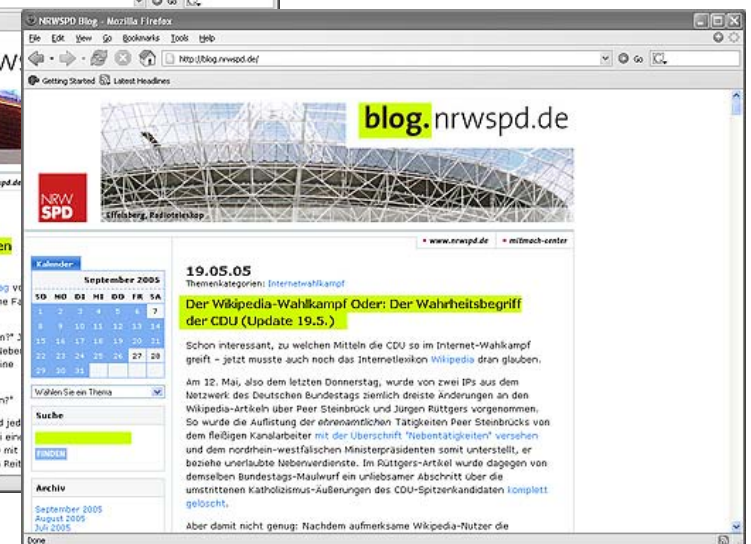 NRWSPD Blog - Mozilla Firefox
File Edit View Go Bookmarks Tools Help
http://blog.nrwspd.de/
Go
Getting Started Latest Headlines
blog.nrwspd.de
NRW
SPD
Effelsberg, Radioteleskop
www.nrwspd.de mitmach-center
Kalender
September 2005
SO MO DI MI DO FR SA
1 2 3 4 5 6 7
8 9 10 11 12 13 14
15 16 17 18 19 20 21
22 23 24 25 26 27 28
29 30 31
Wählen Sie ein Thema
Suche
FINDEN
Archiv
September 2005
August 2005
Juli 2005
19.05.05
Themenkategorien: Internetwahlkampf
Der Wikipedia-Wahlkampf Oder: Der Wahrheitsbegriff
der CDU (Update 19.5.)
Schon interessant, zu welchen Mitteln die CDU so im Internet-Wahlkampf
greift – jetzt musste auch noch das Internetlexikon Wikipedia dran glauben.
Am 12. Mai, also dem letzten Donnerstag, wurde von zwei IPs aus dem
Netzwerk des Deutschen Bundestags ziemlich dreiste Änderungen an den
Wikipedia-Artikeln über Peer Steinbrück und Jürgen Rüttgers vorgenommen.
So wurde die Auflistung der ehrenamtlichen Tätigkeiten Peer Steinbrücks von
dem fleißigen Kanalarbeiter mit der Überschrift "Nebentätigkeiten" versehen
und dem nordrhein-westfälischen Ministerpräsidenten somit unterstellt, er
beziehe unerlaubte Nebenverdienste. Im Rüttgers-Artikel wurde dagegen von
demselben Bundestags-Maulwurf ein unliebsamer Abschnitt über die
umstrittenen Katholizismus-Äußerungen des CDU-Spitzenkandidaten komplett
gelöscht.
Aber damit nicht genug: Nachdem aufmerksame Wikipedia-Nutzer die
Done